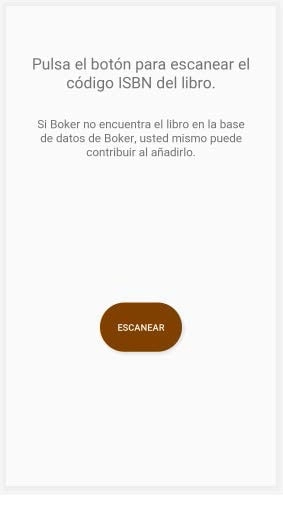 Pulsa el botón para escanear el
código ISBN del libro.
Si Boker no encuentra el libro en la base
de datos de Boker, usted mismo puede
contribuir al añadirlo.
ESCANEAR